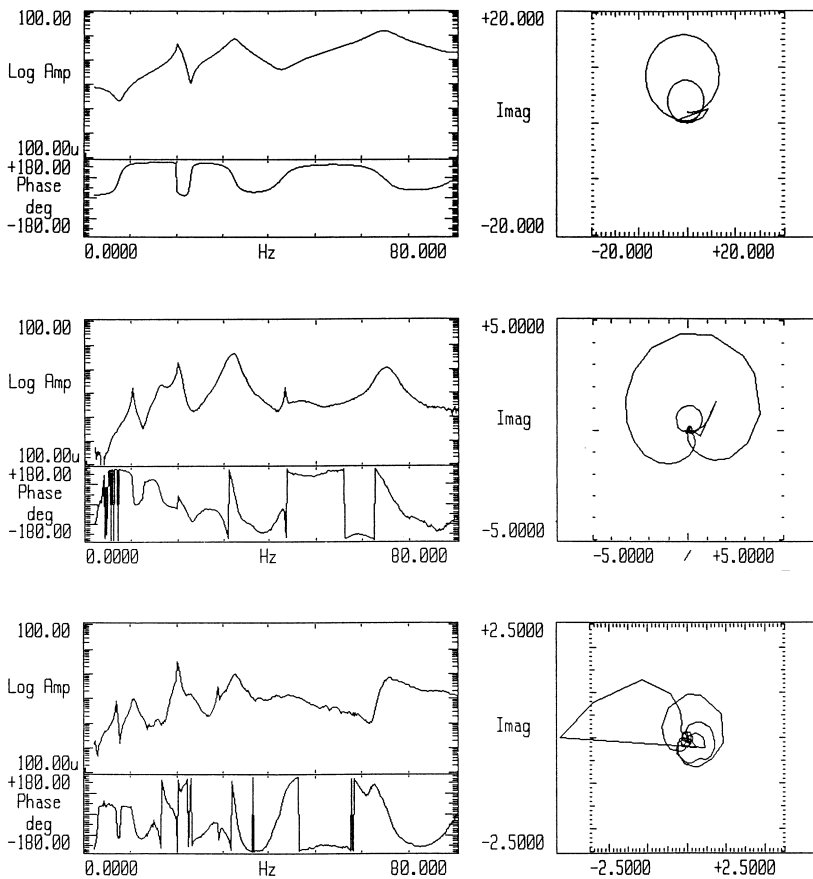 100.00
Log Amp
100.00u
+180.00
Phase
deg
-180.00
0.0000 Hz 80.000
+20.000
Imag
-20.000
-20.000 +20.000
100.00
Log Amp
100.00u
+180.00
Phase
deg
-180.00
0.0000 Hz 80.000
+5.0000
Imag
-5.0000
-5.0000 / +5.0000
100.00
Log Amp
100.00u
+180.00
Phase
deg
-180.00
0.0000 Hz 80.000
+2.5000
Imag
-2.5000
-2.5000 +2.5000